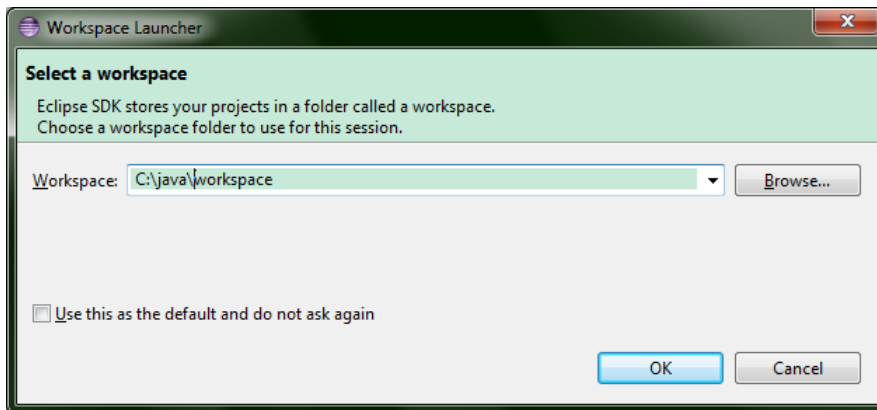 Workspace Launcher
Select a workspace
Eclipse SDK stores your projects in a folder called a workspace.
Choose a workspace folder to use for this session.
Workspace: C:\java\workspace Browse...
Use this as the default and do not ask again
OK Cancel